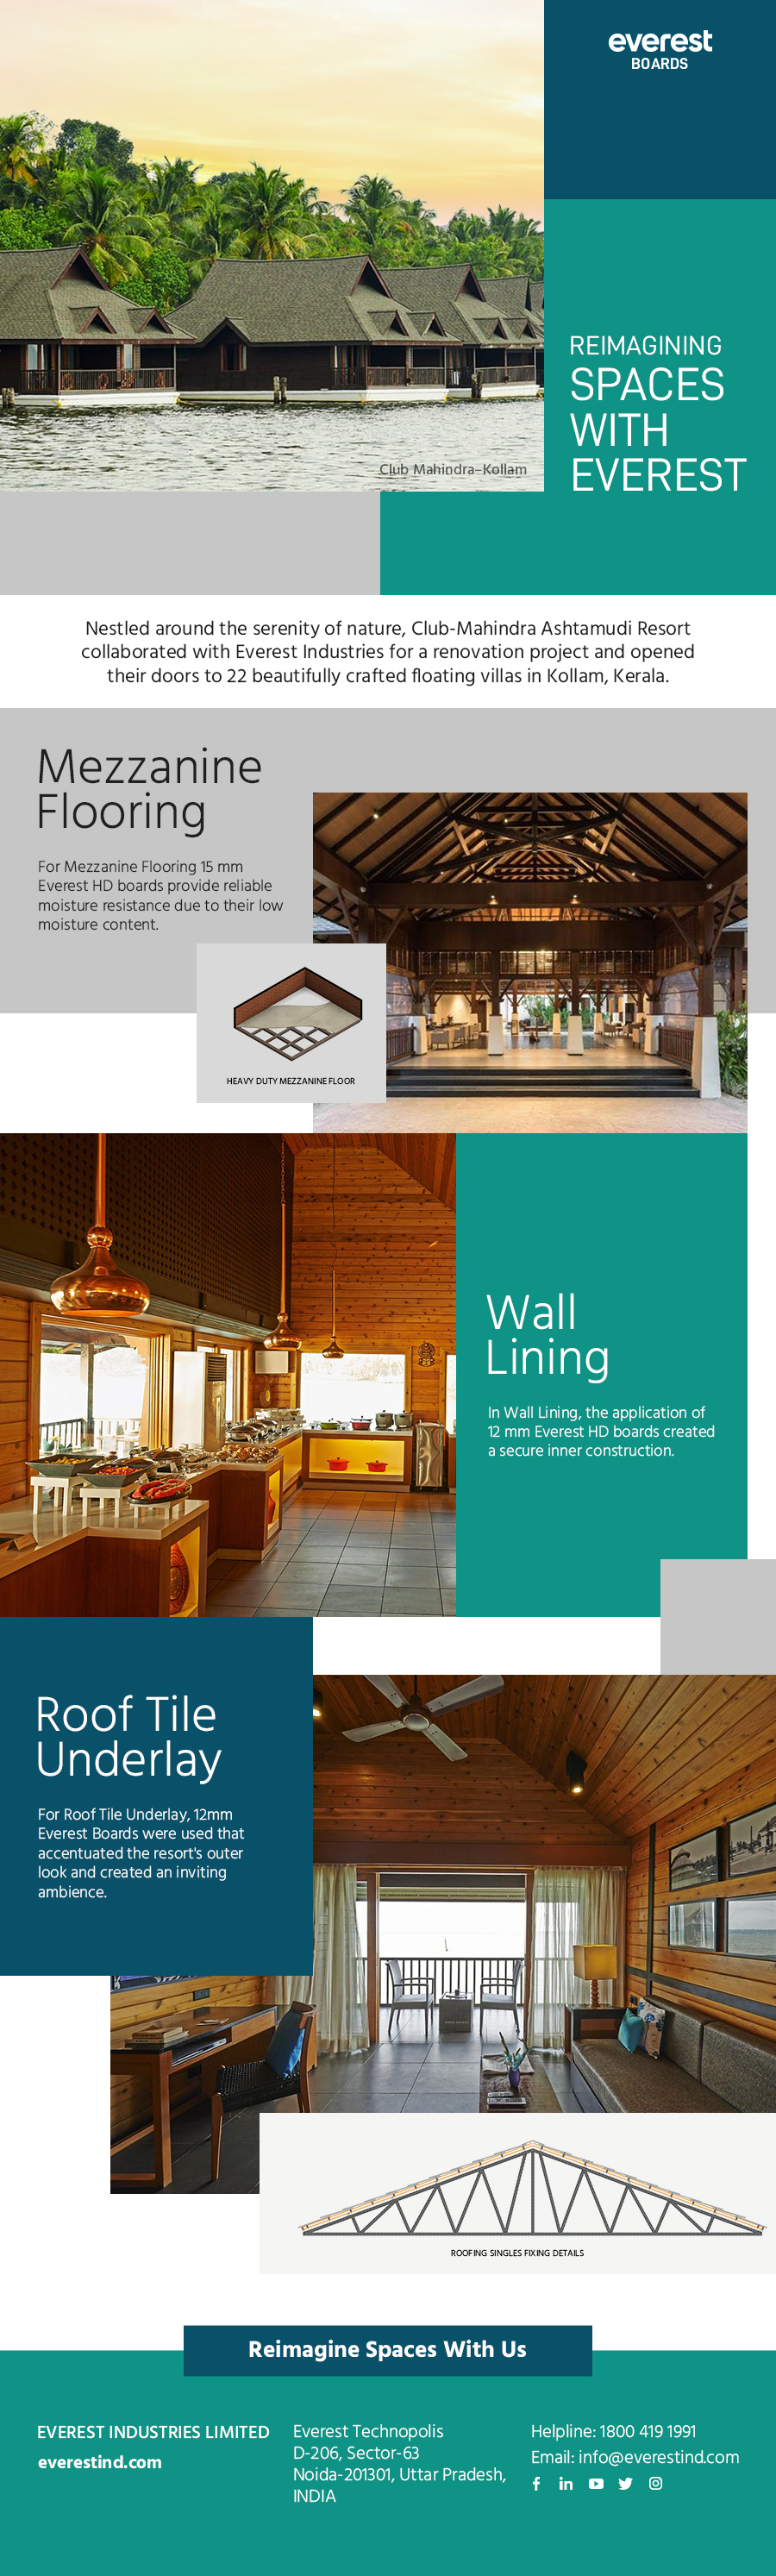 everest
BOARDS
REIMAGINING
SPACES
WITH
EVEREST
Club Mahindra–Kollam
Nestled around the serenity of nature, Club-Mahindra Ashtamudi Resort
collaborated with Everest Industries for a renovation project and opened
their doors to 22 beautifully crafted floating villas in Kollam, Kerala.
Mezzanine
Flooring
For Mezzanine Flooring 15 mm
Everest HD boards provide reliable
moisture resistance due to their low
moisture content.
HEAVY DUTY MEZZANINE FLOOR
Wall
Lining
In Wall Lining, the application of
12 mm Everest HD boards created
a secure inner construction.
Roof Tile
Underlay
For Roof Tile Underlay, 12mm
Everest Boards were used that
accentuated the resort's outer
look and created an inviting
ambience.
ROOFING SINGLES FIXING DETAILS
Reimagine Spaces With Us
EVEREST INDUSTRIES LIMITED
everestind.com
Everest Technopolis
D-206, Sector-63
Noida-201301, Uttar Pradesh,
INDIA
Helpline: 1800 419 1991
Email: info@everestind.com